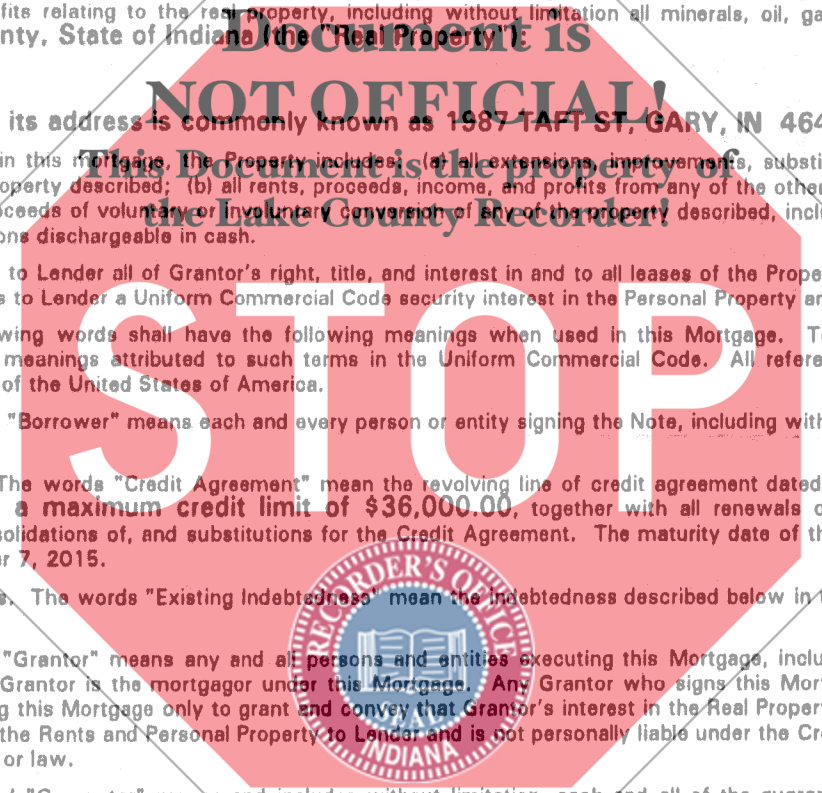 fits relating to the real property, including without limitation all minerals, oil, ga
nty, State of Indiana (the "Real Property"):
Document is
NOT OFFICIAL!
its address is commonly known as 1987 TAFT ST, GARY, IN 464
This Document is the property of
the Lake County Recorder!
in this mortgage, the Property includes: (a) all extensions, improvements, substi
operty described; (b) all rents, proceeds, income, and profits from any of the other
oceeds of voluntary or involuntary conversion of any of the property described, inclu
ons dischargeable in cash.
to Lender all of Grantor's right, title, and interest in and to all leases of the Prope
s to Lender a Uniform Commercial Code security interest in the Personal Property an
wing words shall have the following meanings when used in this Mortgage. T
meanings attributed to such terms in the Uniform Commercial Code. All refere
of the United States of America.
STOP
"Borrower" means each and every person or entity signing the Note, including with
The words "Credit Agreement" mean the revolving line of credit agreement dated
a maximum credit limit of $36,000.00, together with all renewals o
solidations of, and substitutions for the Credit Agreement. The maturity date of th
r 7, 2015.
s. The words "Existing Indebtedness" mean the indebtedness described below in t
RECORDER'S OFFICE
SEAL
INDIANA
"Grantor" means any and all persons and entities executing this Mortgage, inclu
Grantor is the mortgagor under this Mortgage. Any Grantor who signs this Mor
g this Mortgage only to grant and convey that Grantor's interest in the Real Proper
the Rents and Personal Property to Lender and is not personally liable under the Cr
or law.